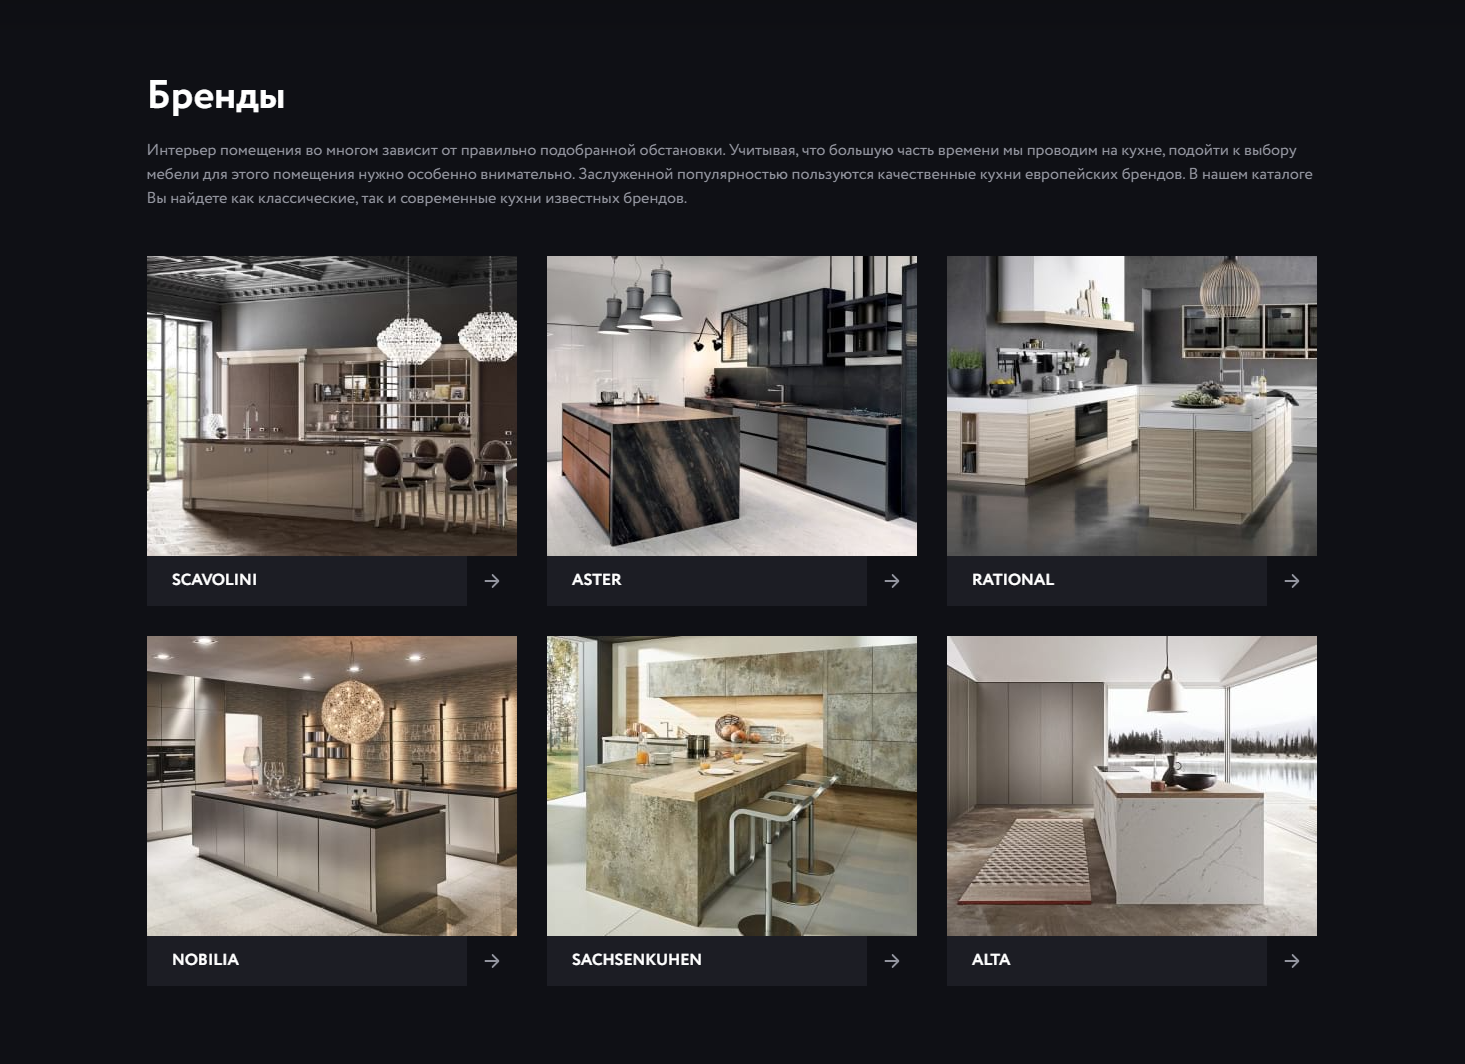 Бренды
Интерьер помещения во многом зависит от правильно подобранной обстановки. Учитывая, что большую часть времени мы проводим на кухне, подойти к выбору
мебели для этого помещения нужно особенно внимательно. Заслуженной популярностью пользуются качественные кухни европейских брендов. В нашем каталоге
Вы найдете как классические, так и современные кухни известных брендов.
SCAVOLINI
ASTER
RATIONAL
NOBILIA
SACHSENKUHEN
ALTA